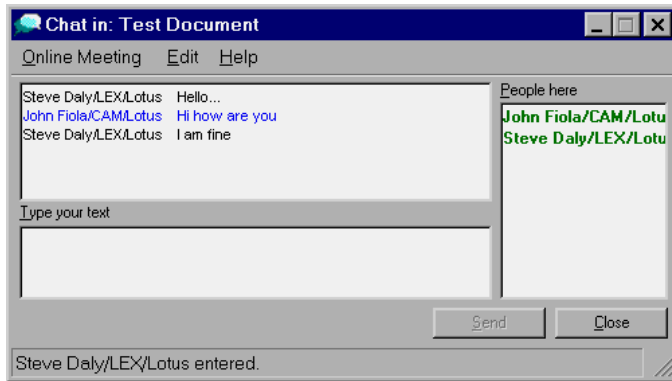 Chat in: Test Document
Online Meeting Edit Help
Steve Daly/LEX/Lotus Hello...
John Fiola/CAM/Lotus Hi how are you
Steve Daly/LEX/Lotus I am fine
People here
John Fiola/CAM/Lotu
Steve Daly/LEX/Lotu
Type your text
Send Close
Steve Daly/LEX/Lotus entered.